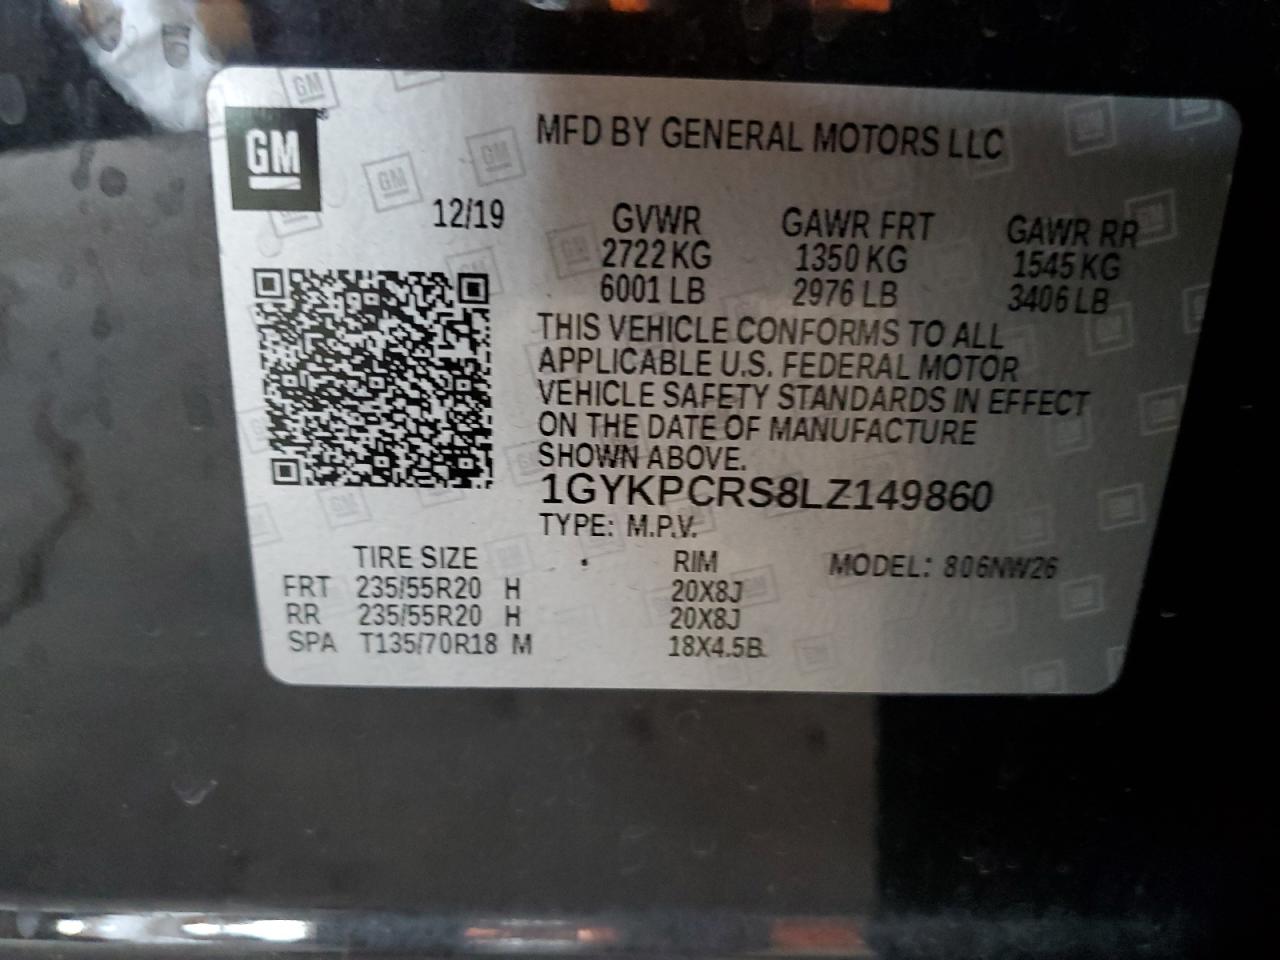 GM
MFD BY GENERAL MOTORS LLC
12/19
GVWR GAWR FRT GAWR RR
2722 KG 1350 KG 1545 KG
6001 LB 2976 LB 3406 LB
THIS VEHICLE CONFORMS TO ALL
APPLICABLE U.S. FEDERAL MOTOR
VEHICLE SAFETY STANDARDS IN EFFECT
ON THE DATE OF MANUFACTURE
SHOWN ABOVE.
1GYKPCRS8LZ149860
TYPE: M.P.V.
TIRE SIZE RIM MODEL: 806NW26
FRT 235/55R20 H 20X8J
RR 235/55R20 H 20X8J
SPA T135/70R18 M 18X4.5B